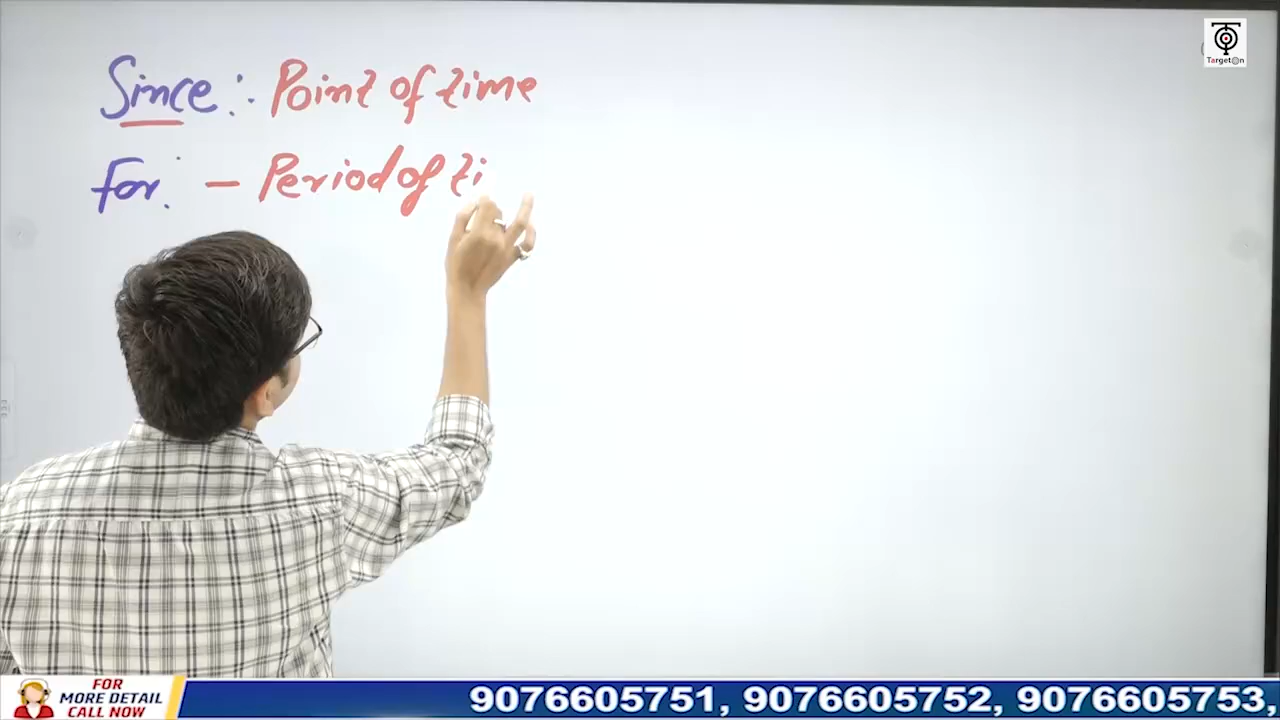 Since : Point of time
For : - Period of ti
Target On
FOR
MORE DETAIL
CALL NOW
9076605751, 9076605752, 9076605753,